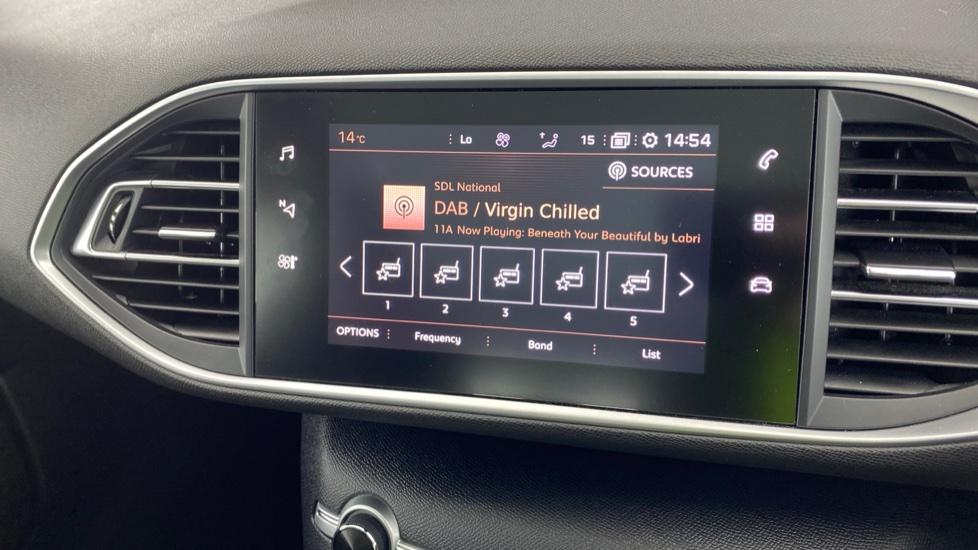 14°C Lo 15 14:54
SOURCES
SDL National
DAB / Virgin Chilled
11A Now Playing: Beneath Your Beautiful by Labri
N
1 2 3 4 5
OPTIONS Frequency Band List